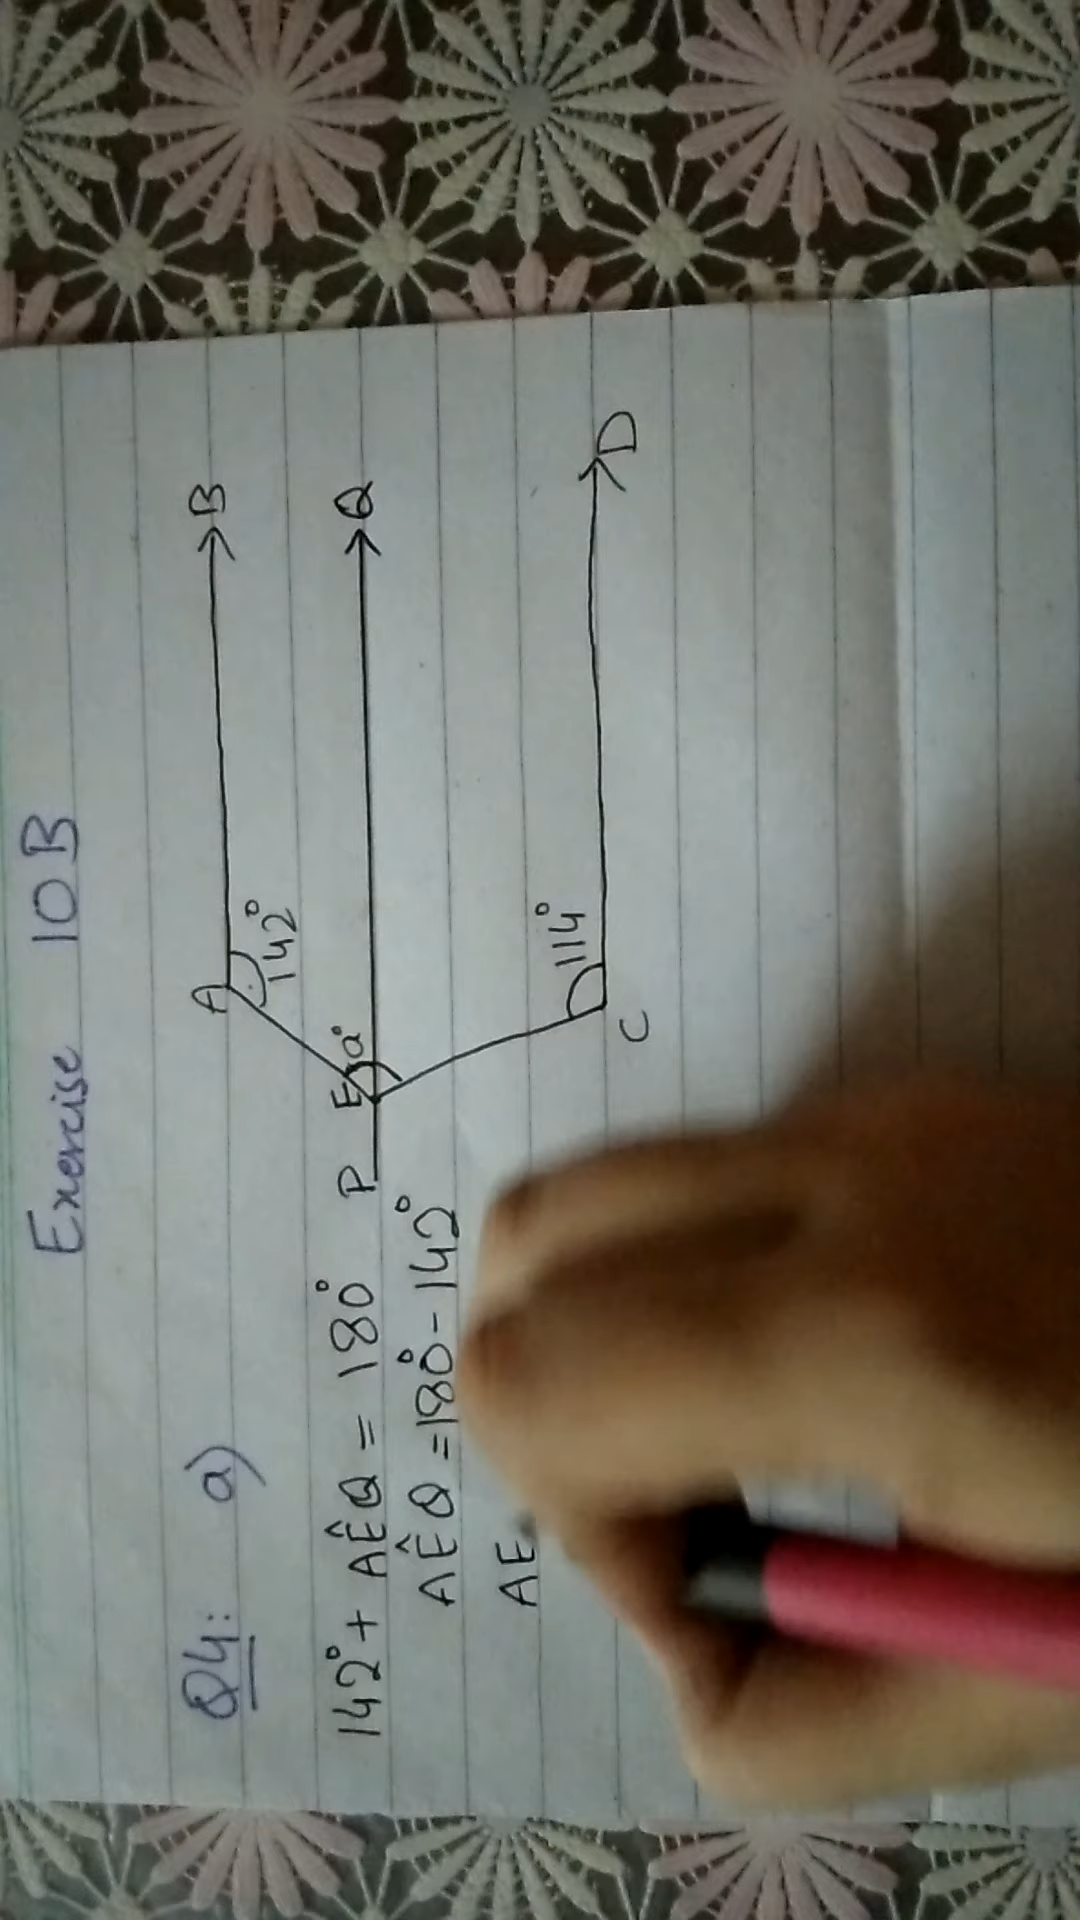 Exercise 10B
Q4: a)
A
B
142°
P
E
a°
Q
114°
C
D
142° + AÊQ = 180°
AÊQ = 180° - 142°
AE